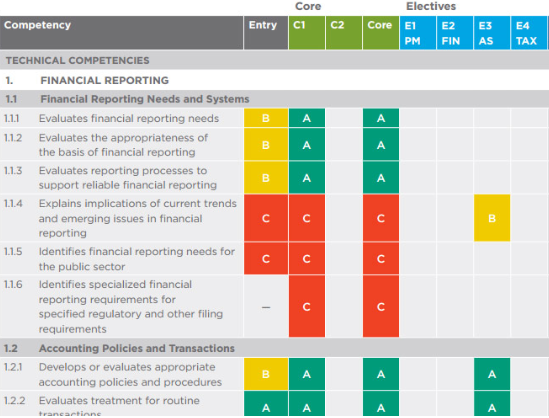 Core Electives
Competency Entry C1 C2 Core E1 E2 E3 E4
PM FIN AS TAX
TECHNICAL COMPETENCIES
1. FINANCIAL REPORTING
1.1 Financial Reporting Needs and Systems
1.1.1 Evaluates financial reporting needs B A A
1.1.2 Evaluates the appropriateness of
the basis of financial reporting B A A
1.1.3 Evaluates reporting processes to
support reliable financial reporting B A A
1.1.4 Explains implications of current trends
and emerging issues in financial C C C B
reporting
1.1.5 Identifies financial reporting needs for
the public sector C C C
1.1.6 Identifies specialized financial
reporting requirements for
specified regulatory and other filing — C C
requirements
1.2 Accounting Policies and Transactions
1.2.1 Develops or evaluates appropriate
accounting policies and procedures B A A A
1.2.2 Evaluates treatment for routine
transactions A A A A